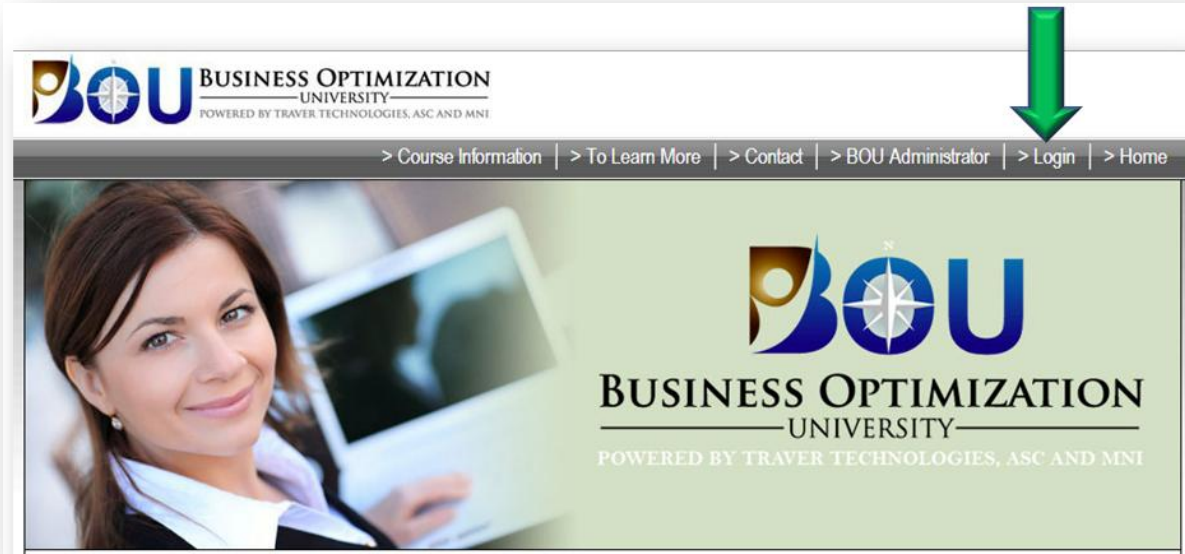 BOU
BUSINESS OPTIMIZATION
UNIVERSITY
POWERED BY TRAVER TECHNOLOGIES, ASC AND MNI
> Course Information | > To Learn More | > Contact | > BOU Administrator | > Login | > Home
N
BOU
BUSINESS OPTIMIZATION
UNIVERSITY
POWERED BY TRAVER TECHNOLOGIES, ASC AND MNI